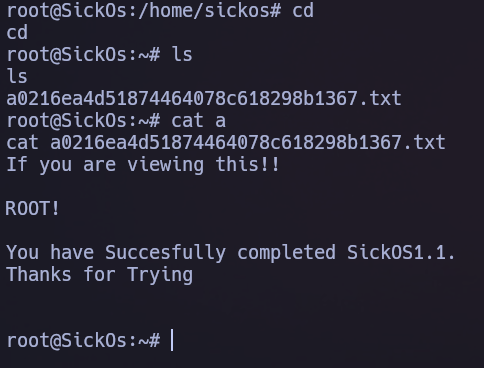 root@SickOs:/home/sickos# cd
cd
root@SickOs:~# ls
ls
a0216ea4d51874464078c618298b1367.txt
root@SickOs:~# cat a
cat a0216ea4d51874464078c618298b1367.txt
If you are viewing this!!
ROOT!
You have Succesfully completed SickOS1.1.
Thanks for Trying
root@SickOs:~#